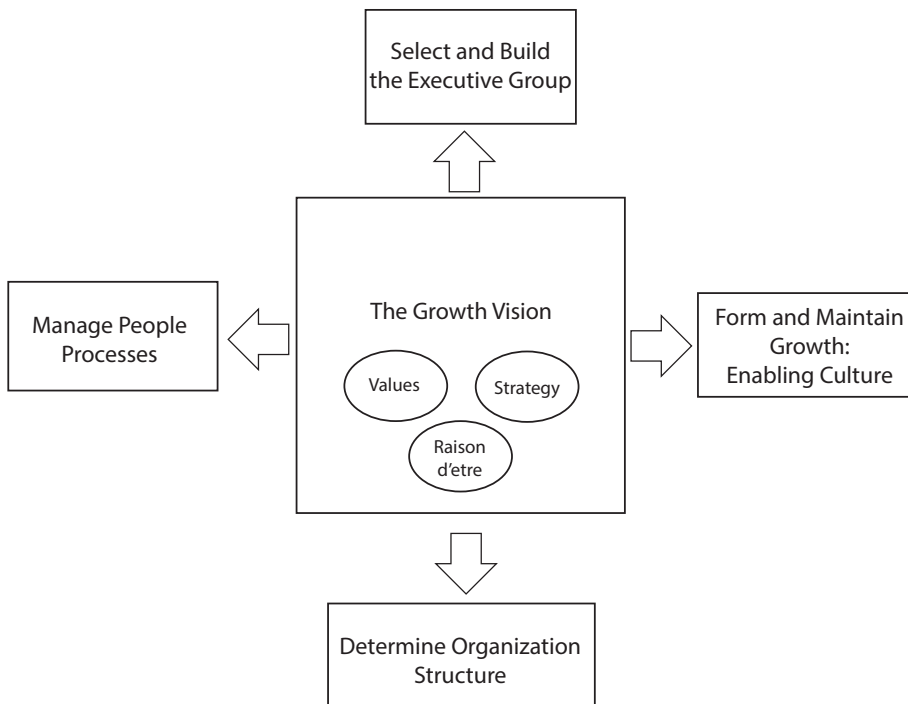 Select and Build
the Executive Group
The Growth Vision
Values
Strategy
Raison
d'etre
Manage People
Processes
Form and Maintain
Growth:
Enabling Culture
Determine Organization
Structure